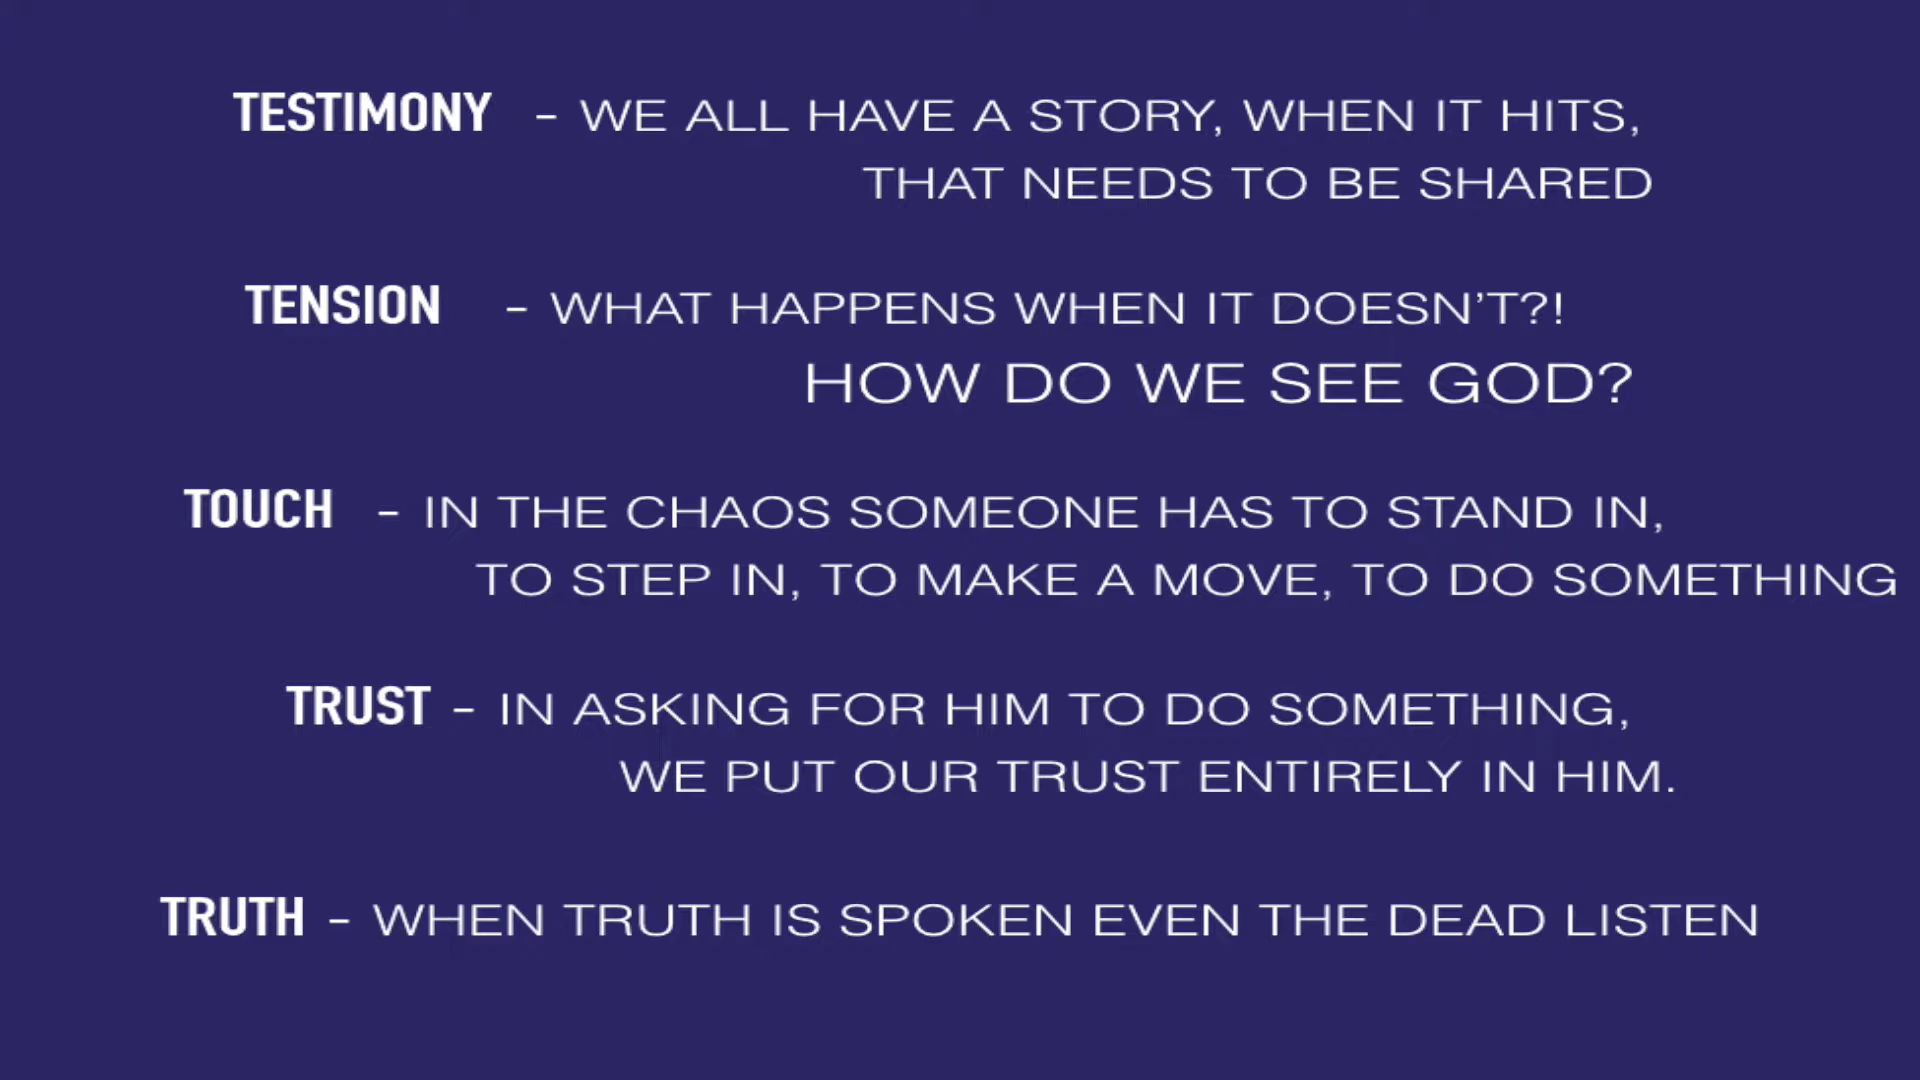 TESTIMONY - WE ALL HAVE A STORY, WHEN IT HITS,
THAT NEEDS TO BE SHARED
TENSION - WHAT HAPPENS WHEN IT DOESN'T?!
HOW DO WE SEE GOD?
TOUCH - IN THE CHAOS SOMEONE HAS TO STAND IN,
TO STEP IN, TO MAKE A MOVE, TO DO SOMETHING
TRUST - IN ASKING FOR HIM TO DO SOMETHING,
WE PUT OUR TRUST ENTIRELY IN HIM.
TRUTH - WHEN TRUTH IS SPOKEN EVEN THE DEAD LISTEN